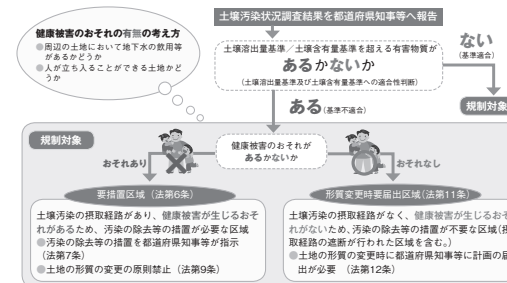 土壌汚染状況調査結果を都道府県知事等へ報告
健康被害のおそれの有無の考え方
●周辺の土地において地下水の飲用等
があるかどうか
●人が立ち入ることができる土地かど
うか
土壌溶出量基準／土壌含有量基準を超える有害物質が
あるかないか
(土壌溶出量基準及び土壌含有量基準への適合性判断)
ない
(基準適合)
規制対象
ある(基準不適合)
規制対象
健康被害のおそれが
あるかないか
おそれあり
おそれなし
要措置区域（法第6条）
土壌汚染の摂取経路があり、健康被害が生じるおそ
れがあるため、汚染の除去等の措置が必要な区域
●汚染の除去等の措置を都道府県知事等が指示
（法第7条）
●土地の形質の変更の原則禁止（法第9条）
形質変更時要届出区域(法第11条)
土壌汚染の摂取経路がなく、健康被害が生じるおそ
れがないため、汚染の除去等の措置が不要な区域(摂
取経路の遮断が行われた区域を含む。)
●土地の形質の変更時に都道府県知事等に計画の届
出が必要　（法第12条）